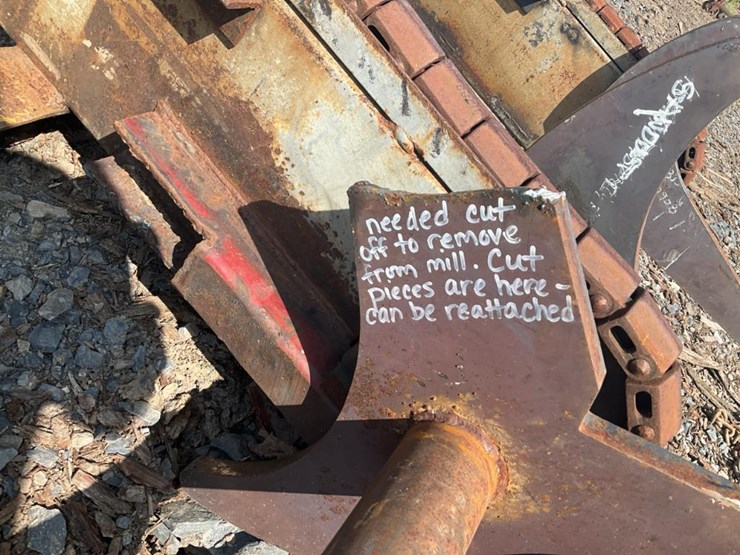 needed cut
off to remove
from mill. Cut
pieces are here -
can be reattached